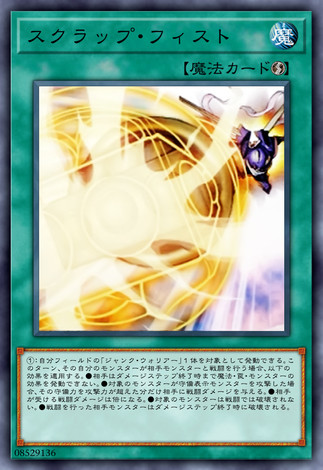 スクラップ・フィスト
魔
【魔法カード】
①:自分フィールドの「ジャンク・ウォリアー」1体を対象として発動できる。こ
のターン、その自分のモンスターが相手モンスターと戦闘を行う場合、以下の
効果を適用する。●相手はダメージステップ終了時まで魔法・罠・モンスターの
効果を発動できない。●対象のモンスターが守備表示モンスターを攻撃した場
合、その守備力を攻撃力が超えた分だけ相手に戦闘ダメージを与える。●相手
が受ける戦闘ダメージは倍になる。●対象のモンスターは戦闘では破壊されな
い。●戦闘を行った相手モンスターはダメージステップ終了時に破壊される。
08529136